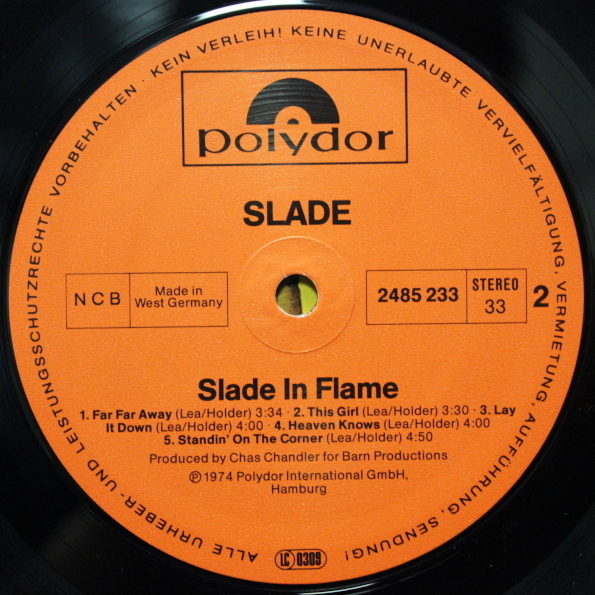 ALLE URHEBER- UND LEISTUNGSSCHUTZRECHTE VORBEHALTEN · KEIN VERLEIH! KEINE UNERLAUBTE VERVIELFÄLTIGUNG, VERMIETUNG, AUFFÜHRUNG, SENDUNG!
polydor
SLADE
NCB
Made in
West Germany
2485 233
STEREO
33
2
Slade In Flame
1. Far Far Away (Lea/Holder) 3:34 · 2. This Girl (Lea/Holder) 3:30 · 3. Lay
It Down (Lea/Holder) 4:00 · 4. Heaven Knows (Lea/Holder) 4:00
5. Standin' On The Corner (Lea/Holder) 4:50
Produced by Chas Chandler for Barn Productions
℗ 1974 Polydor International GmbH,
Hamburg
LC 0309